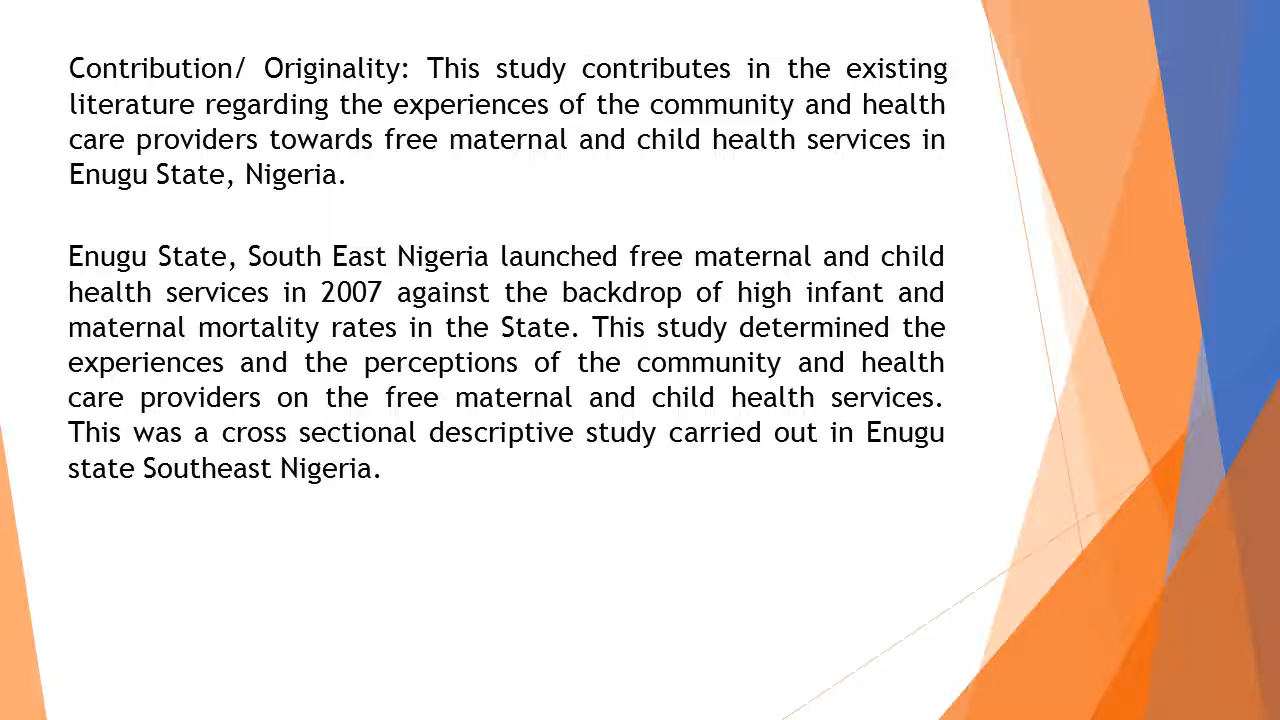 Contribution/ Originality: This study contributes in the existing
literature regarding the experiences of the community and health
care providers towards free maternal and child health services in
Enugu State, Nigeria.
Enugu State, South East Nigeria launched free maternal and child
health services in 2007 against the backdrop of high infant and
maternal mortality rates in the State. This study determined the
experiences and the perceptions of the community and health
care providers on the free maternal and child health services.
This was a cross sectional descriptive study carried out in Enugu
state Southeast Nigeria.